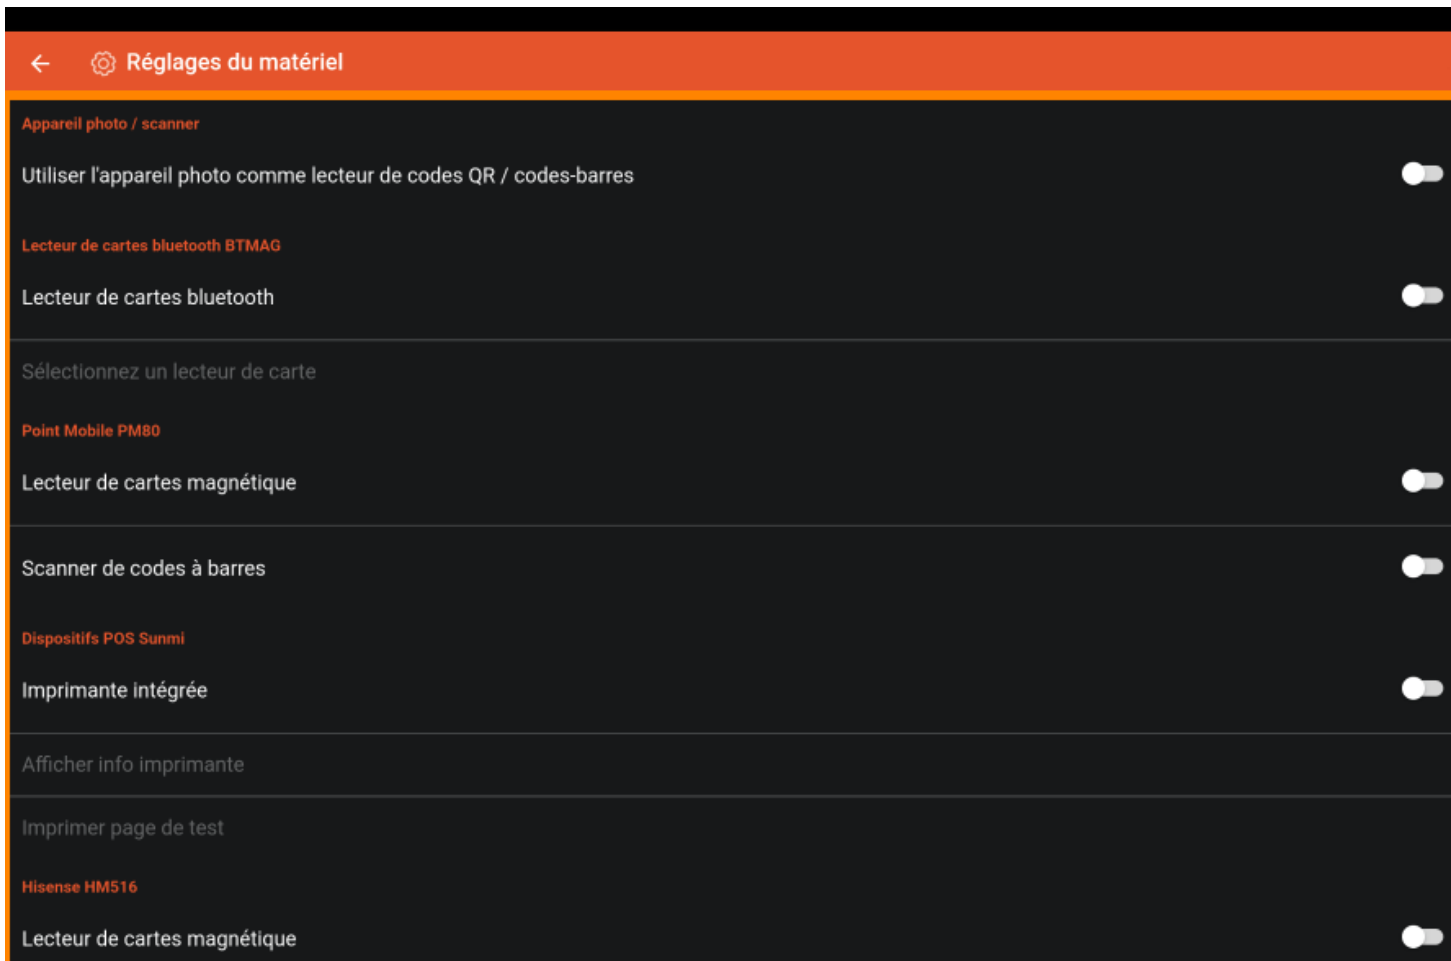 Réglages du matériel
Appareil photo / scanner
Utiliser l'appareil photo comme lecteur de codes QR / codes-barres
Lecteur de cartes bluetooth BTMAG
Lecteur de cartes bluetooth
Sélectionnez un lecteur de carte
Point Mobile PM80
Lecteur de cartes magnétique
Scanner de codes à barres
Dispositifs POS Sunmi
Imprimante intégrée
Afficher info imprimante
Imprimer page de test
Hisense HM516
Lecteur de cartes magnétique